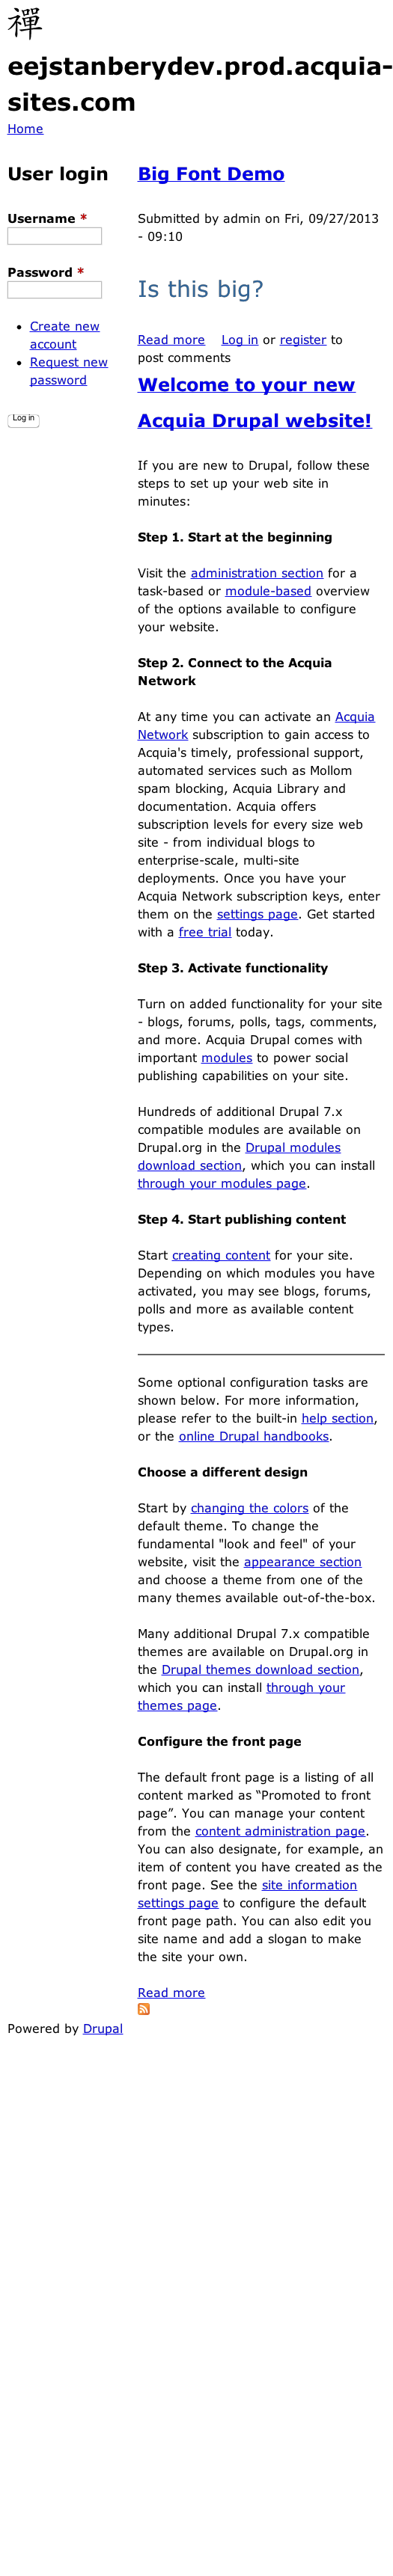 禪
eejstanberydev.prod.acquia-
sites.com
Home
User login
Username *
Password *
Create new
account
Request new
password
Log in
Big Font Demo
Submitted by admin on Fri, 09/27/2013
- 09:10
Is this big?
Read more Log in or register to
post comments
Welcome to your new
Acquia Drupal website!
If you are new to Drupal, follow these
steps to set up your web site in
minutes:
Step 1. Start at the beginning
Visit the administration section for a
task-based or module-based overview
of the options available to configure
your website.
Step 2. Connect to the Acquia
Network
At any time you can activate an Acquia
Network subscription to gain access to
Acquia's timely, professional support,
automated services such as Mollom
spam blocking, Acquia Library and
documentation. Acquia offers
subscription levels for every size web
site - from individual blogs to
enterprise-scale, multi-site
deployments. Once you have your
Acquia Network subscription keys, enter
them on the settings page. Get started
with a free trial today.
Step 3. Activate functionality
Turn on added functionality for your site
- blogs, forums, polls, tags, comments,
and more. Acquia Drupal comes with
important modules to power social
publishing capabilities on your site.
Hundreds of additional Drupal 7.x
compatible modules are available on
Drupal.org in the Drupal modules
download section, which you can install
through your modules page.
Step 4. Start publishing content
Start creating content for your site.
Depending on which modules you have
activated, you may see blogs, forums,
polls and more as available content
types.
Some optional configuration tasks are
shown below. For more information,
please refer to the built-in help section,
or the online Drupal handbooks.
Choose a different design
Start by changing the colors of the
default theme. To change the
fundamental "look and feel" of your
website, visit the appearance section
and choose a theme from one of the
many themes available out-of-the-box.
Many additional Drupal 7.x compatible
themes are available on Drupal.org in
the Drupal themes download section,
which you can install through your
themes page.
Configure the front page
The default front page is a listing of all
content marked as “Promoted to front
page”. You can manage your content
from the content administration page.
You can also designate, for example, an
item of content you have created as the
front page. See the site information
settings page to configure the default
front page path. You can also edit you
site name and add a slogan to make
the site your own.
Read more
Powered by Drupal